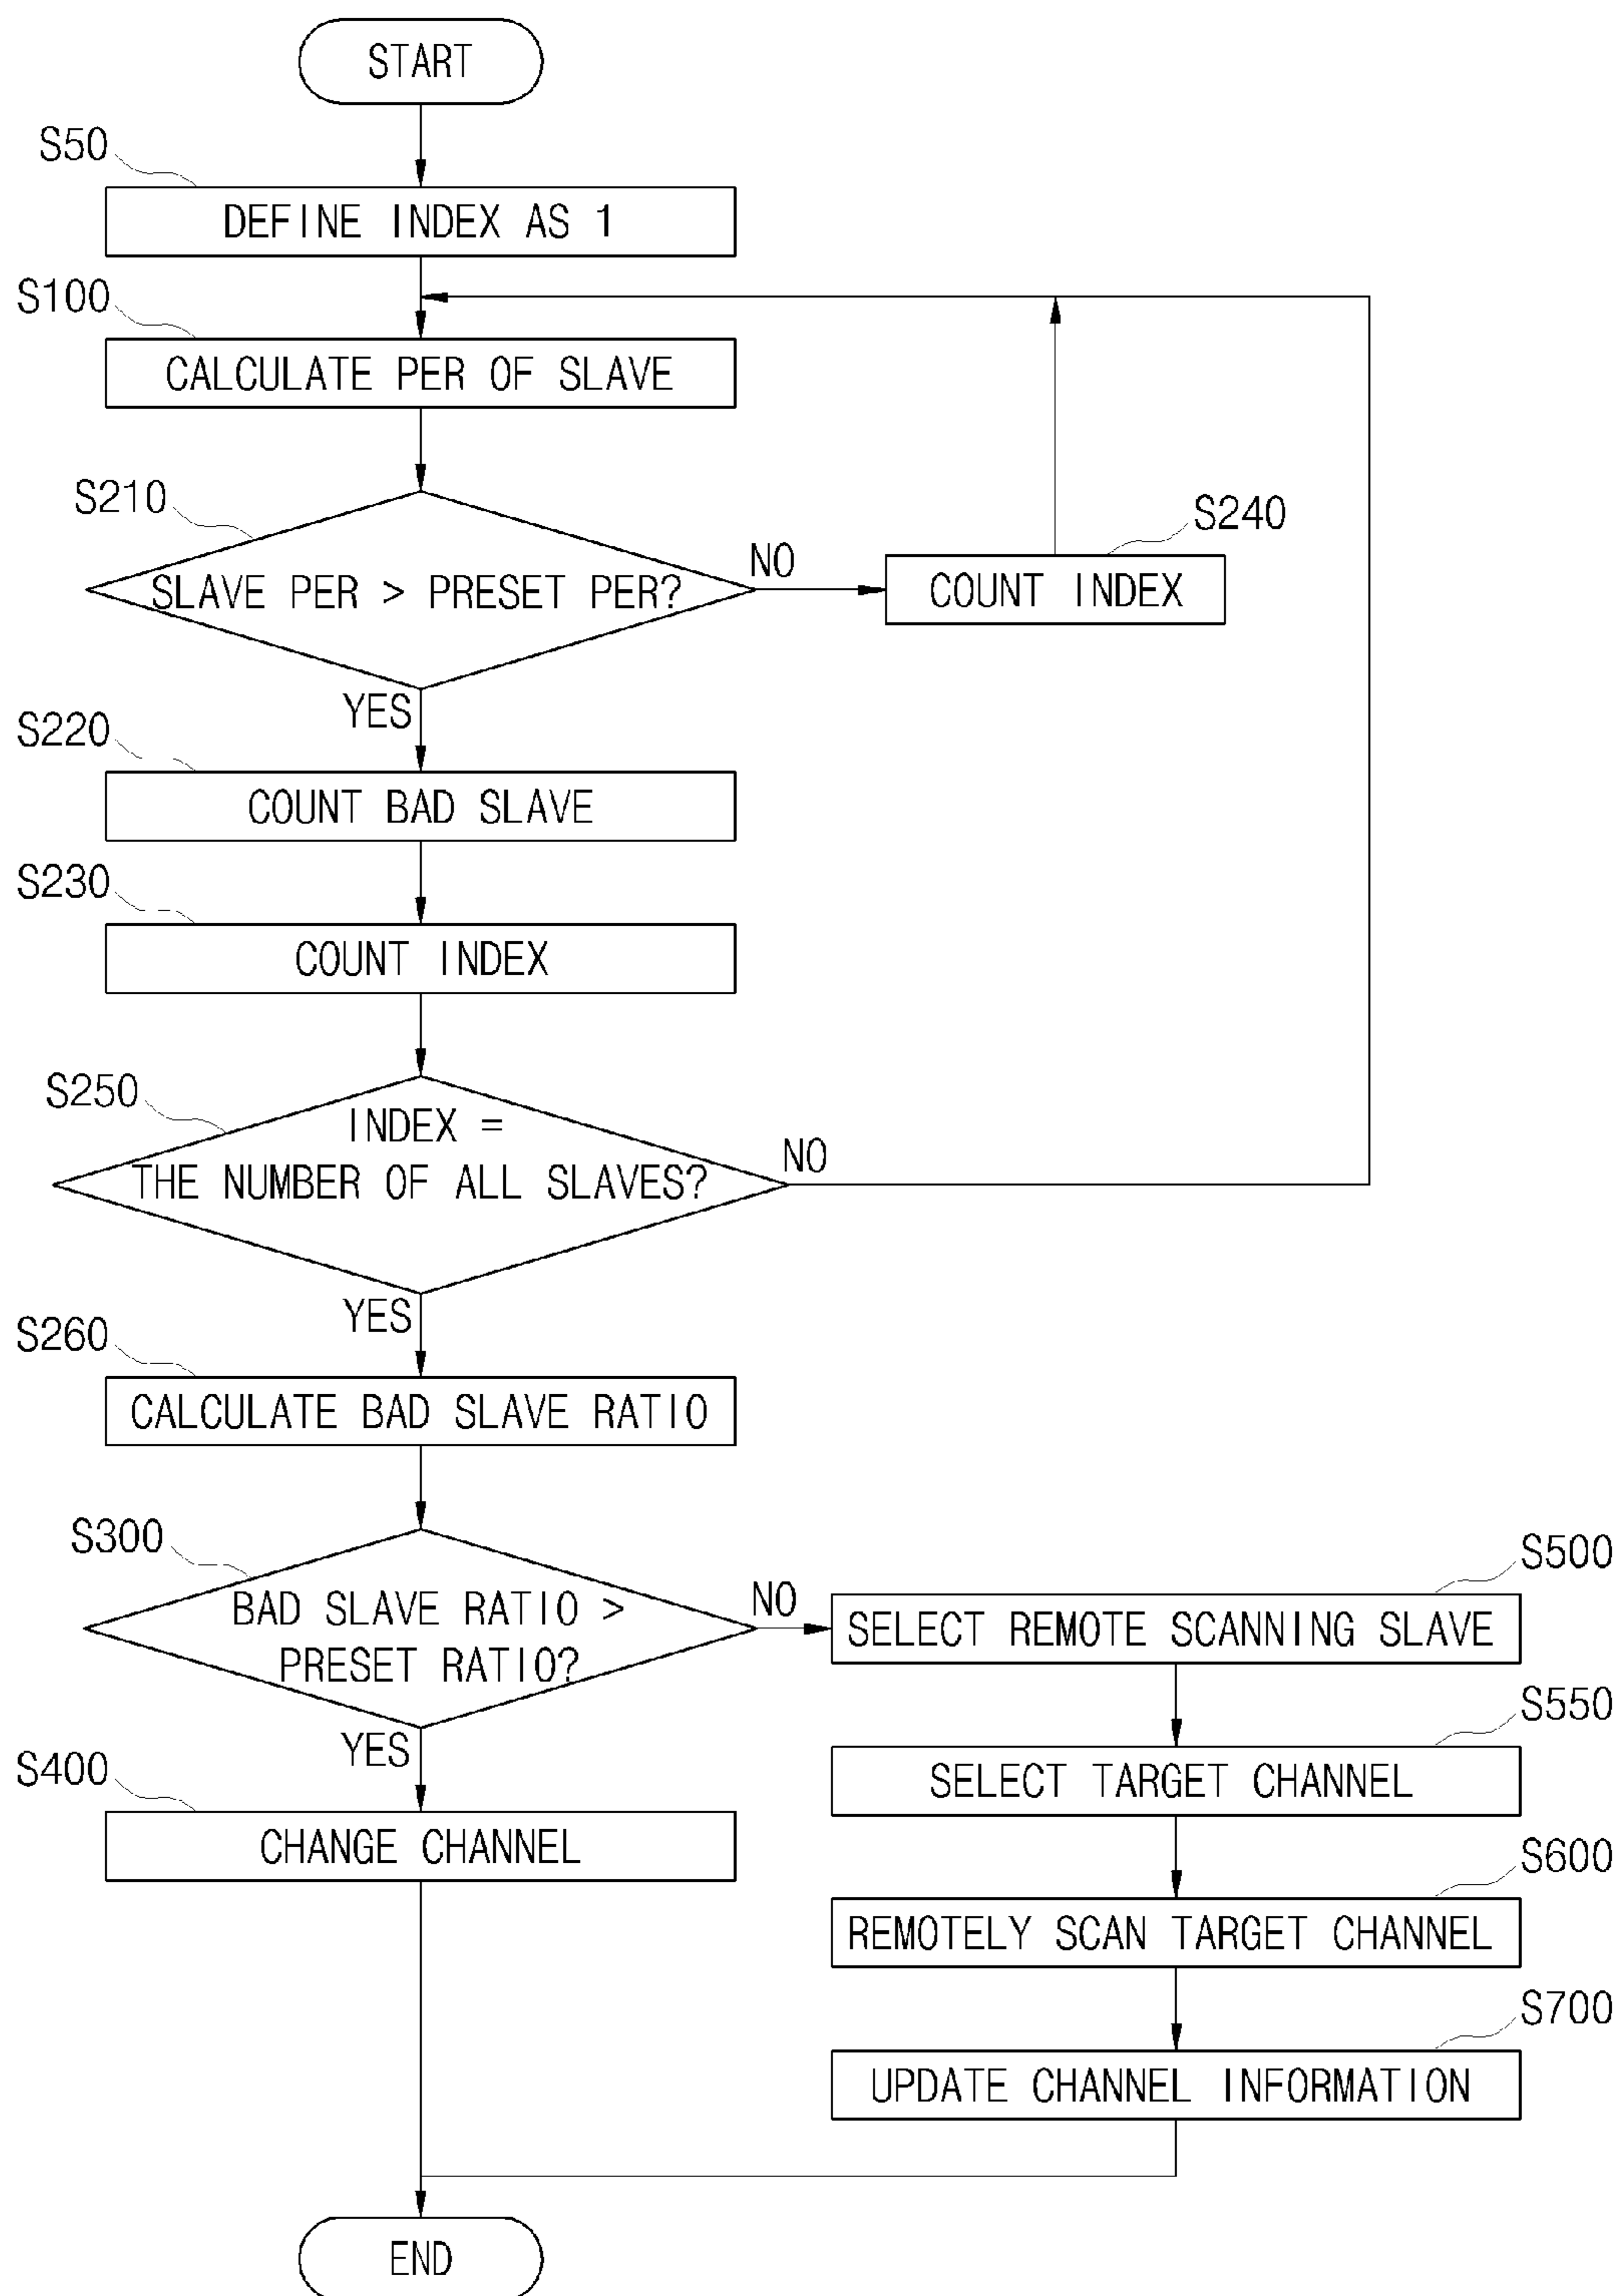 START
S50
DEFINE INDEX AS 1
S100
CALCULATE PER OF SLAVE
S210
SLAVE PER > PRESET PER?
NO
S240
COUNT INDEX
YES
S220
COUNT BAD SLAVE
S230
COUNT INDEX
S250
INDEX =
THE NUMBER OF ALL SLAVES?
NO
YES
S260
CALCULATE BAD SLAVE RATIO
S300
BAD SLAVE RATIO >
PRESET RATIO?
NO
S500
SELECT REMOTE SCANNING SLAVE
YES
S550
SELECT TARGET CHANNEL
S400
CHANGE CHANNEL
S600
REMOTELY SCAN TARGET CHANNEL
S700
UPDATE CHANNEL INFORMATION
END